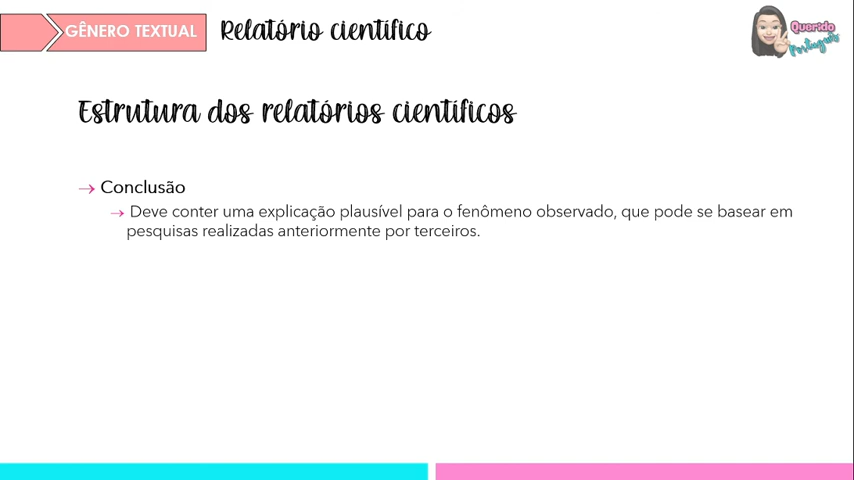 GÊNERO TEXTUAL
Relatório científico
Querido
Português
Estrutura dos relatórios científicos
→ Conclusão
→ Deve conter uma explicação plausível para o fenômeno observado, que pode se basear em
pesquisas realizadas anteriormente por terceiros.